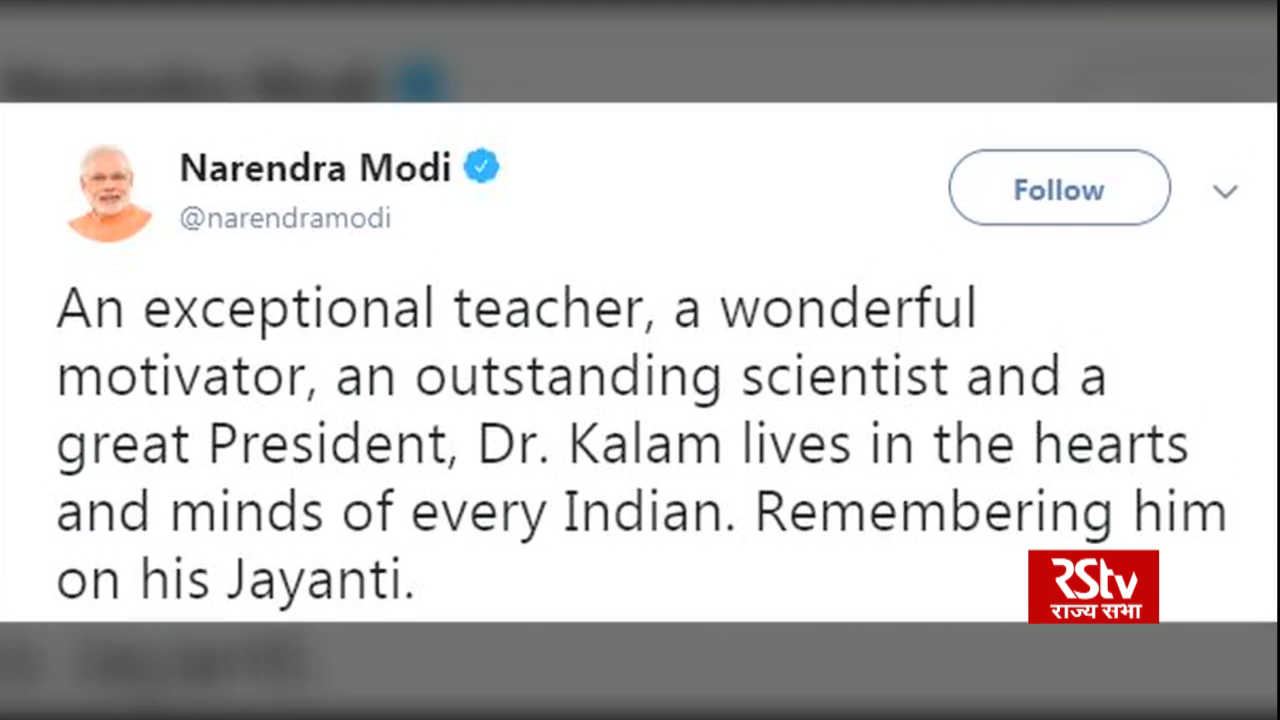 Narendra Modi
@narendramodi
Follow
An exceptional teacher, a wonderful
motivator, an outstanding scientist and a
great President, Dr. Kalam lives in the hearts
and minds of every Indian. Remembering him
on his Jayanti.
RStv
राज्य सभा